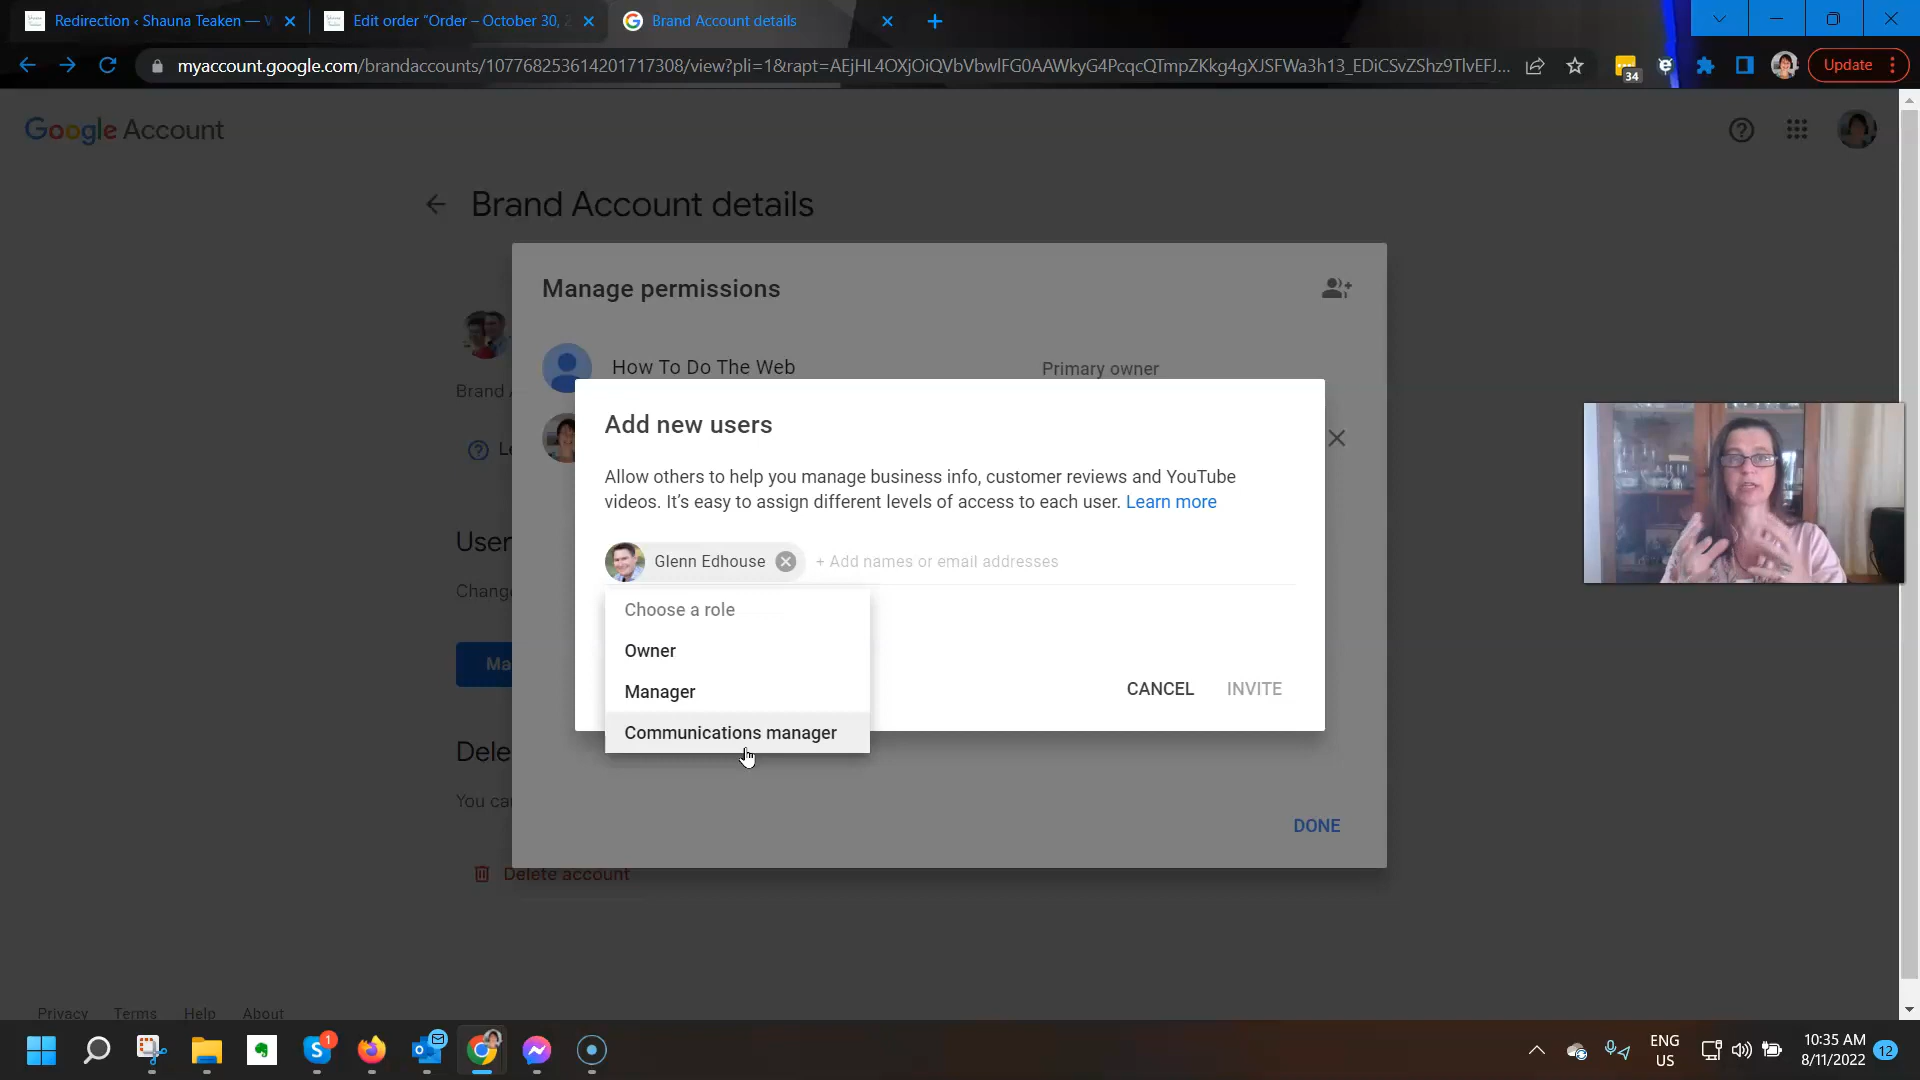 Redirection ‹ Shauna Teaken —
Edit order "Order – October 30,
Brand Account details
myaccount.google.com/brandaccounts/107768253614201717308/view?pli=1&rapt=AEjHL4OXjOiQVbVbwlFG0AAWkyG4PcqcQTmpZKkg4gXJSFWa3h13_EDiCSvZShz9TlvEFJ...
34
Update
Google Account
Brand Account details
Manage permissions
How To Do The Web
Primary owner
Brand
Add new users
Allow others to help you manage business info, customer reviews and YouTube
videos. It's easy to assign different levels of access to each user. Learn more
Glenn Edhouse
+ Add names or email addresses
User
Choose a role
Owner
Manager
Communications manager
CANCEL
INVITE
Dele
You ca
DONE
Delete account
Privacy
Terms
Help
About
1
ENG
US
10:35 AM
8/11/2022
12